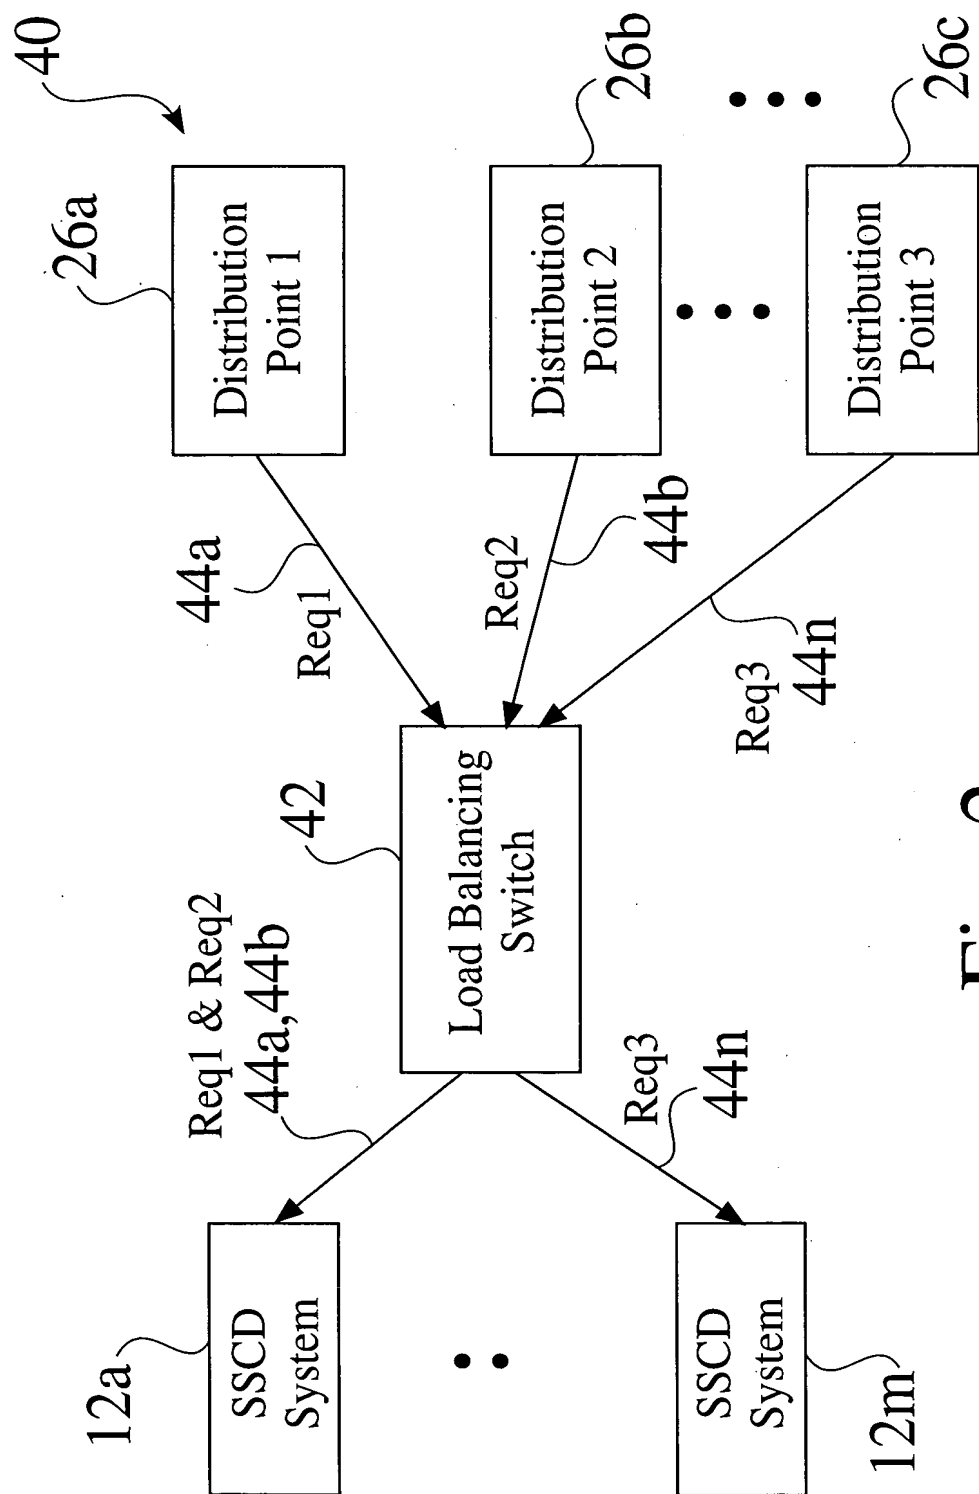 40
26a
Distribution
Point 1
26b
Distribution
Point 2
26c
Distribution
Point 3
44a
Req1
Req2
44b
Req3
44n
42
Load Balancing
Switch
Req1 & Req2
44a,44b
Req3
44n
12a
SSCD
System
12m
SSCD
System